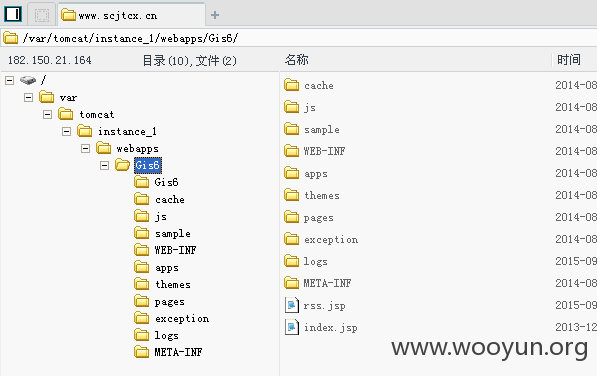 www.scjtcx.cn
/var/tomcat/instance_1/webapps/Gis6/
182.150.21.164 目录(10),文件(2) 名称 时间
/
var
tomcat
instance_1
webapps
Gis6
Gis6
cache
js
sample
WEB-INF
apps
themes
pages
exception
logs
META-INF
cache 2014-08
js 2014-08
sample 2014-08
WEB-INF 2014-08
apps 2014-08
themes 2014-08
pages 2014-08
exception 2014-08
logs 2015-09
META-INF 2014-08
rss.jsp 2015-09
index.jsp 2013-12
www.wooyun.org